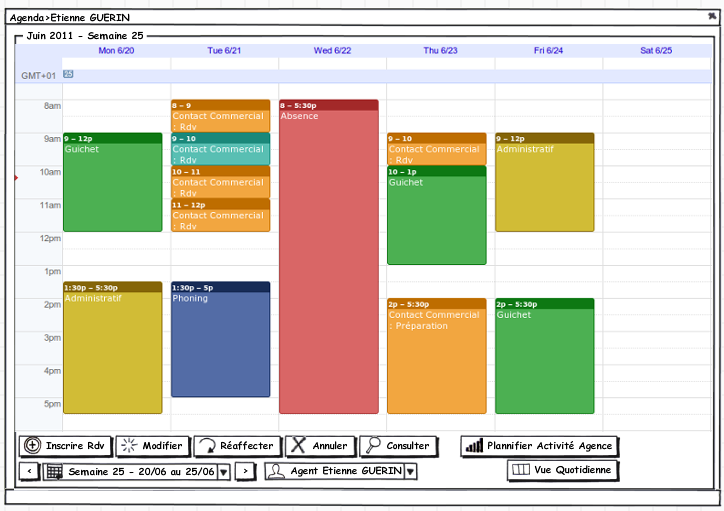 Agenda>Etienne GUERIN
Juin 2011 - Semaine 25
Mon 6/20 Tue 6/21 Wed 6/22 Thu 6/23 Fri 6/24 Sat 6/25
GMT+01 25
8am
9am
10am
11am
12pm
1pm
2pm
3pm
4pm
5pm
9 – 12p
Guichet
1:30p – 5:30p
Administratif
8 – 9
Contact Commercial
: Rdv
9 – 10
Contact Commercial
: Rdv
10 – 11
Contact Commercial
: Rdv
11 – 12p
Contact Commercial
: Rdv
1:30p – 5p
Phoning
8 – 5:30p
Absence
9 – 10
Contact Commercial
: Rdv
10 – 1p
Guichet
2p – 5:30p
Contact Commercial
: Préparation
9 – 12p
Administratif
2p – 5:30p
Guichet
Inscrire Rdv Modifier Réaffecter Annuler Consulter Plannifier Activité Agence
< Semaine 25 - 20/06 au 25/06 > Agent Etienne GUERIN Vue Quotidienne